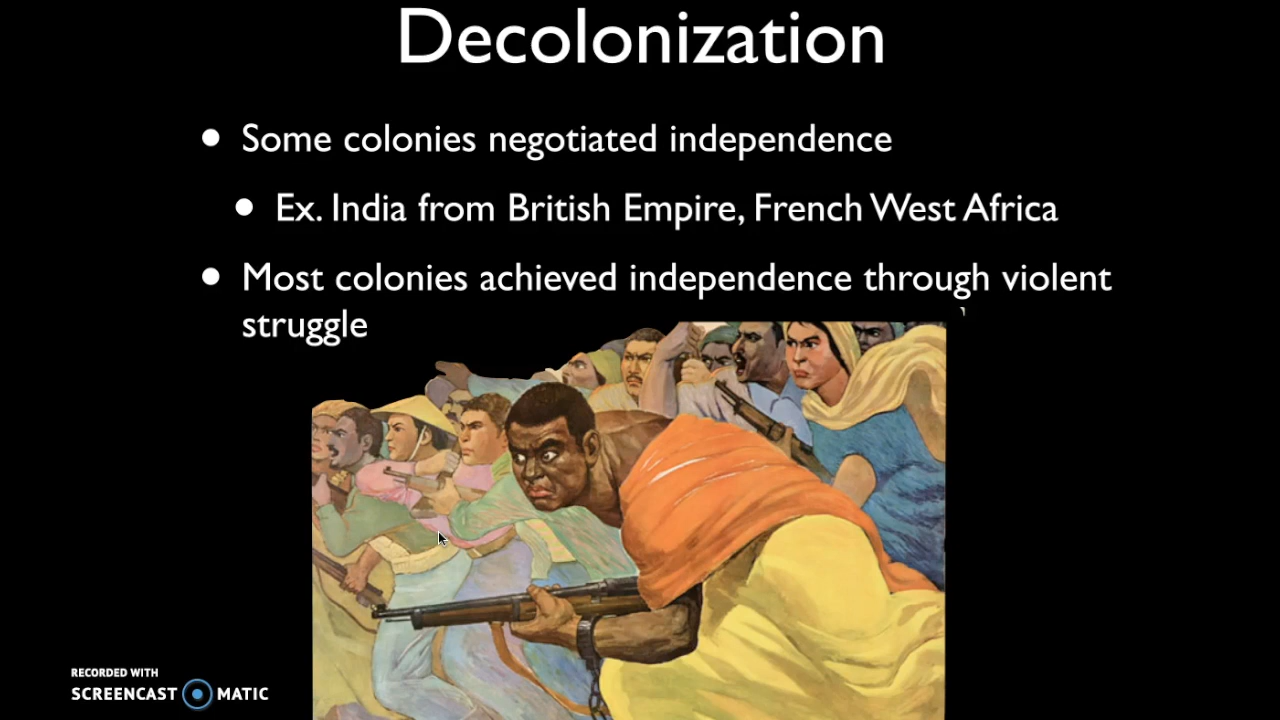 Decolonization
• Some colonies negotiated independence
• Ex. India from British Empire, French West Africa
• Most colonies achieved independence through violent
struggle
RECORDED WITH
SCREENCAST MATIC